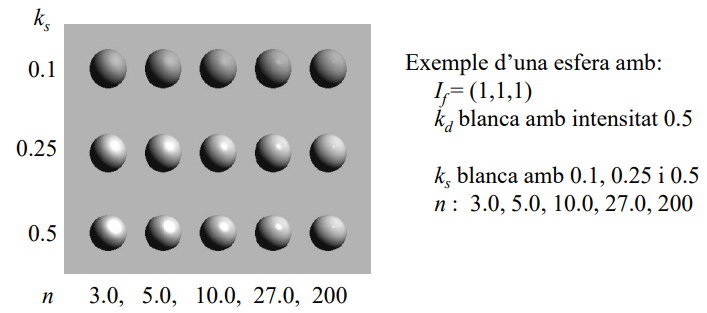 k_s
0.1
0.25
0.5
n 3.0, 5.0, 10.0, 27.0, 200
Exemple d’una esfera amb:
I_f= (1,1,1)
k_d blanca amb intensitat 0.5
k_s blanca amb 0.1, 0.25 i 0.5
n : 3.0, 5.0, 10.0, 27.0, 200